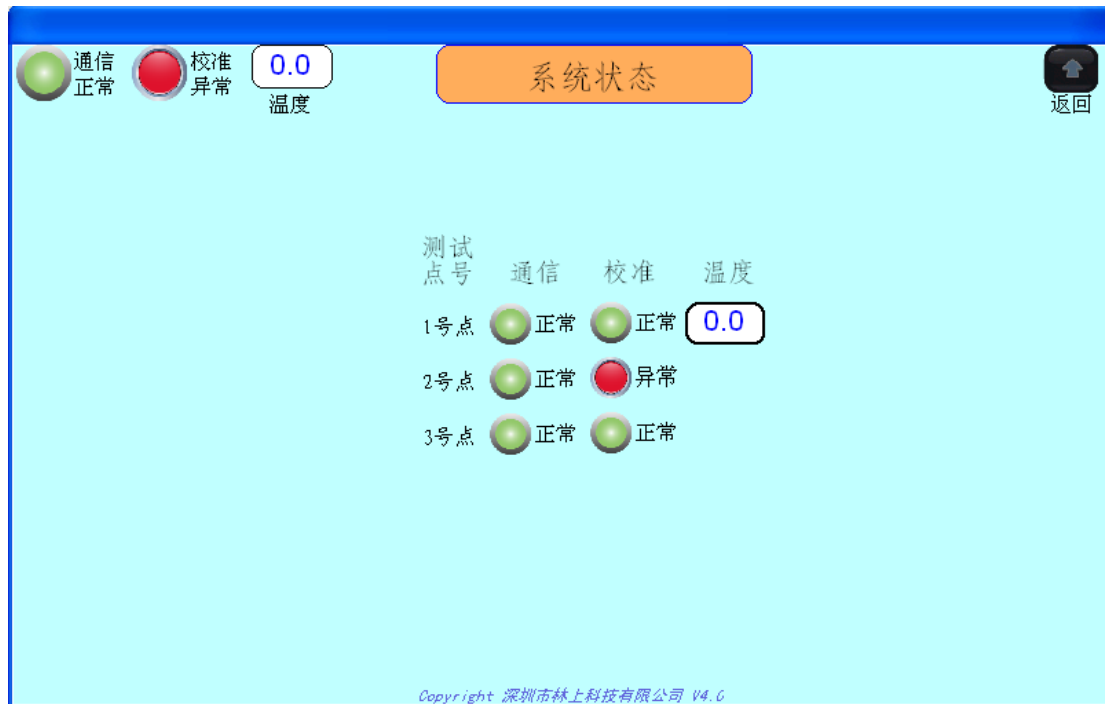 通信
正常
校准
异常
0.0
温度
系统状态
返回
测试
点号 通信 校准 温度
1号点 正常 正常 0.0
2号点 正常 异常
3号点 正常 正常
Copyright 深圳市林上科技有限公司 V4.0